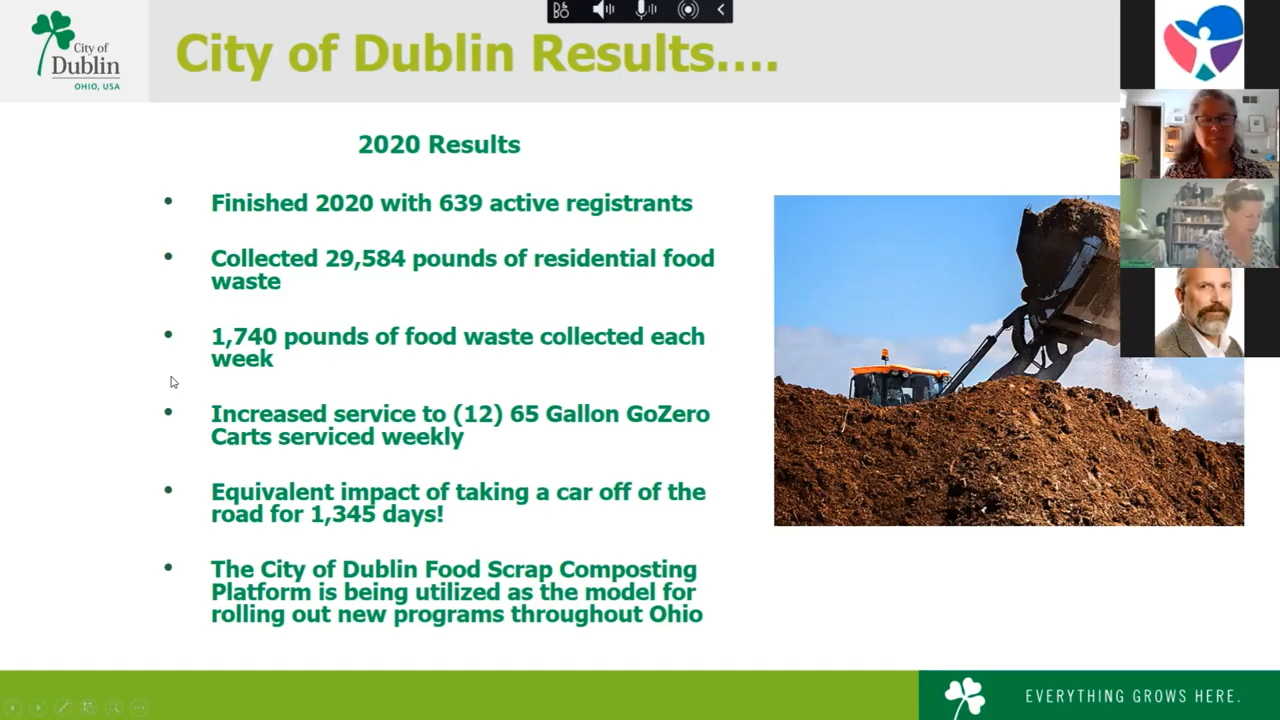 City of
Dublin
OHIO, USA
City of Dublin Results....
2020 Results
• Finished 2020 with 639 active registrants
• Collected 29,584 pounds of residential food
waste
• 1,740 pounds of food waste collected each
week
• Increased service to (12) 65 Gallon GoZero
Carts serviced weekly
• Equivalent impact of taking a car off of the
road for 1,345 days!
• The City of Dublin Food Scrap Composting
Platform is being utilized as the model for
rolling out new programs throughout Ohio
EVERYTHING GROWS HERE.